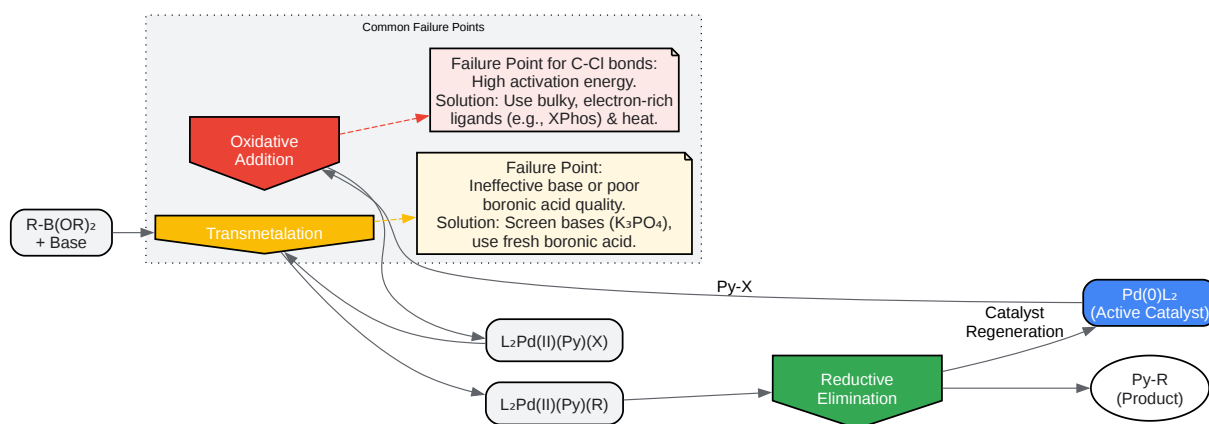 Common Failure Points
Failure Point for C-Cl bonds:
High activation energy.
Solution: Use bulky, electron-rich
ligands (e.g., XPhos) & heat.
Oxidative
Addition
Failure Point:
Ineffective base or poor
boronic acid quality.
Solution: Screen bases (K₃PO₄),
use fresh boronic acid.
R-B(OR)₂
+ Base
Transmetalation
Py-X
Pd(0)L₂
(Active Catalyst)
Catalyst
Regeneration
L₂Pd(II)(Py)(X)
L₂Pd(II)(Py)(R)
Reductive
Elimination
Py-R
(Product)